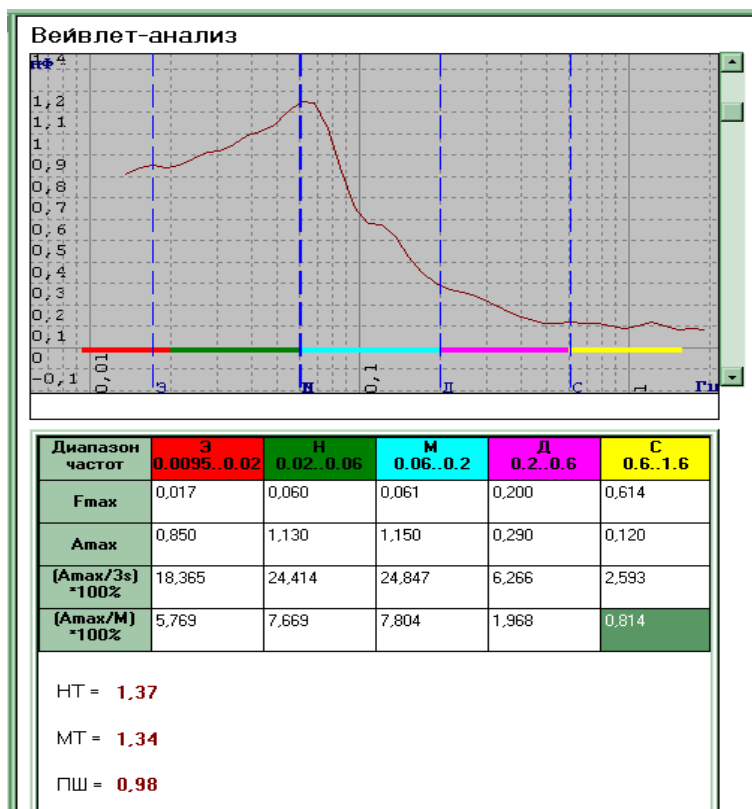 Вейвлет-анализ
1,4
пФ
1,2
1,1
1
0,9
0,8
0,7
0,6
0,5
0,4
0,3
0,2
0,1
0
-0,1
0,01 Э Н 0,1 Д С 1 Гц
Диапазон частот Э 0.0095..0.02 Н 0.02..0.06 М 0.06..0.2 Д 0.2..0.6 С 0.6..1.6
Fmax 0,017 0,060 0,061 0,200 0,614
Amax 0,850 1,130 1,150 0,290 0,120
(Amax/3s) *100% 18,365 24,414 24,847 6,266 2,593
(Amax/M) *100% 5,769 7,669 7,804 1,968 0,814
НТ = 1,37
МТ = 1,34
ПШ = 0,98